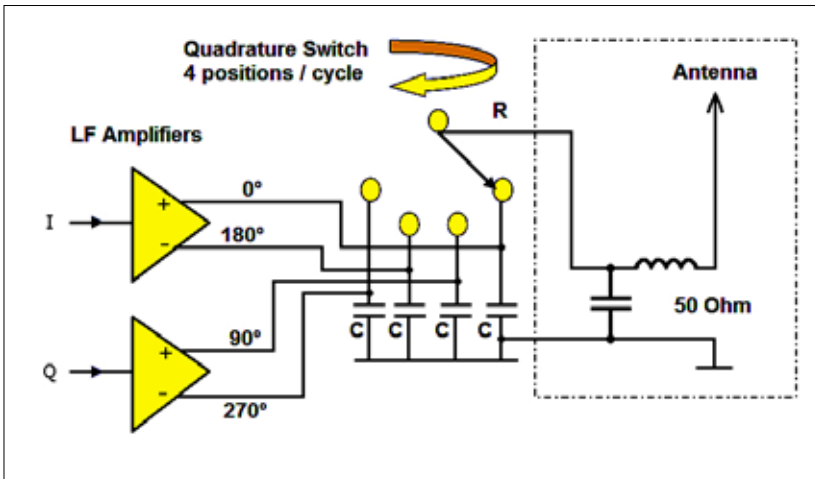 Quadrature Switch
4 positions / cycle
Antenna
R
LF Amplifiers
+
0°
I
180°
-
C
C
C
C
50 Ohm
+
90°
Q
-
270°